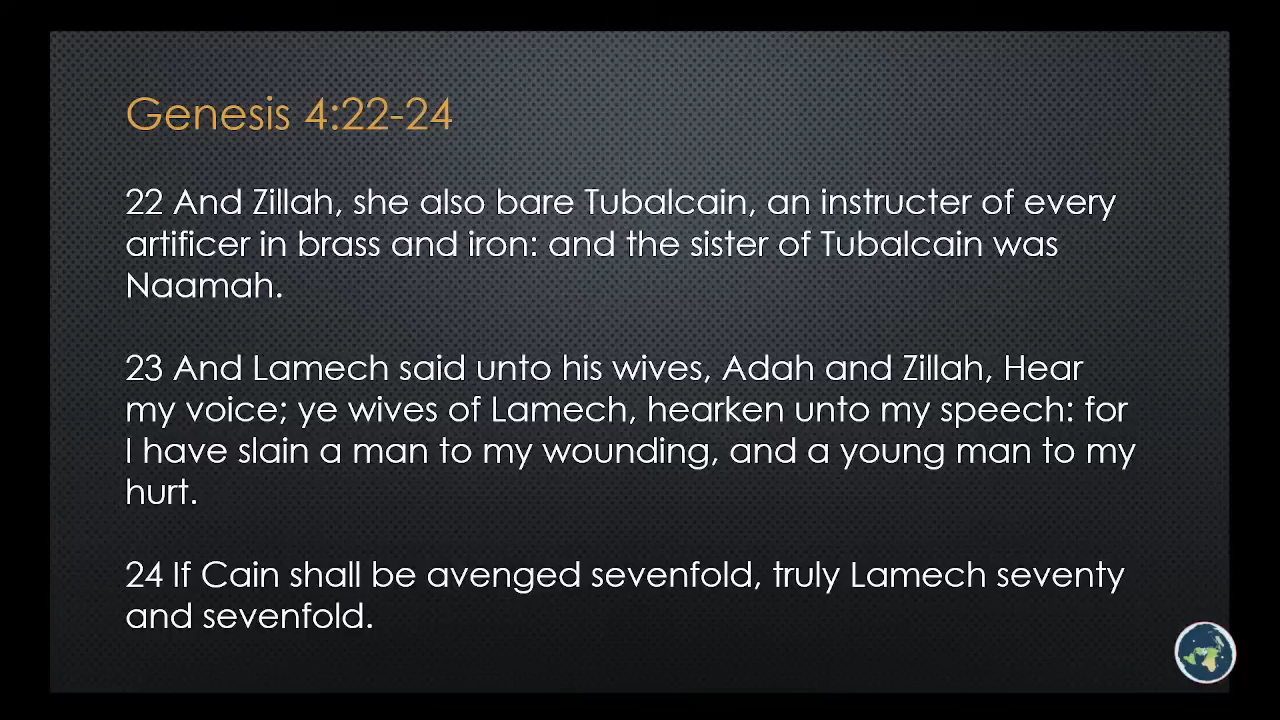 Genesis 4:22-24
22 And Zillah, she also bare Tubalcain, an instructer of every
artificer in brass and iron: and the sister of Tubalcain was
Naamah.
23 And Lamech said unto his wives, Adah and Zillah, Hear
my voice; ye wives of Lamech, hearken unto my speech: for
I have slain a man to my wounding, and a young man to my
hurt.
24 If Cain shall be avenged sevenfold, truly Lamech seventy
and sevenfold.